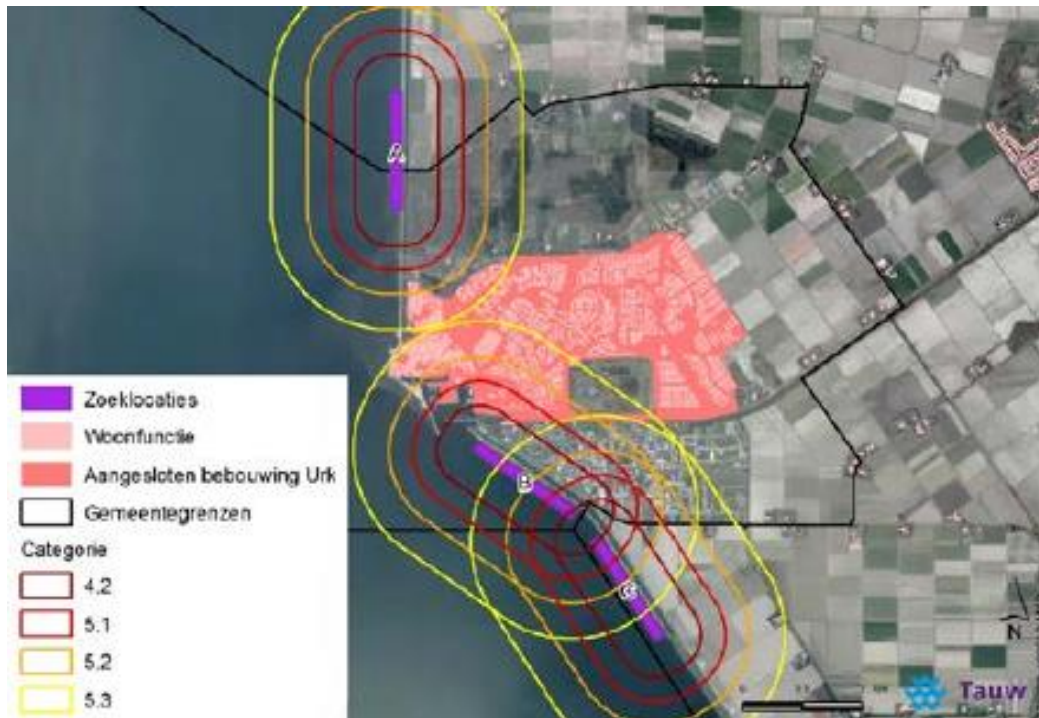 A
B
C
Zoeklocaties
Woonfunctie
Aangesloten bebouwing Urk
Gemeentegrenzen
Categorie
4.2
5.1
5.2
5.3
N
Tauw